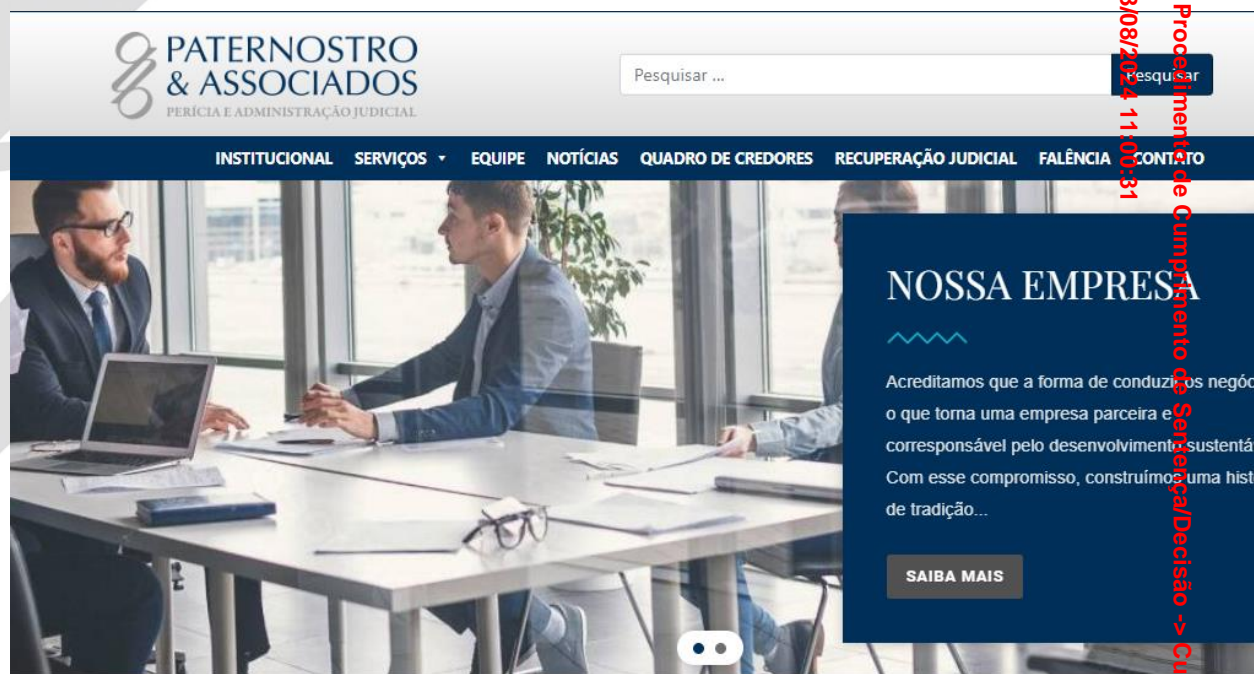 PATERNOSTRO
& ASSOCIADOS
PERÍCIA E ADMINISTRAÇÃO JUDICIAL
Pesquisar ...
Pesquisar
INSTITUCIONAL SERVIÇOS EQUIPE NOTÍCIAS QUADRO DE CREDORES RECUPERAÇÃO JUDICIAL FALÊNCIA CONTATO
NOSSA EMPRESA
Acreditamos que a forma de conduzir os negóc
o que torna uma empresa parceira e
corresponsável pelo desenvolvimento sustentá
Com esse compromisso, construímos uma hist
de tradição...
SAIBA MAIS
Procedimento de Cumprimento de Sentença/Decisão -> Cu
3/08/2024 11:00:31